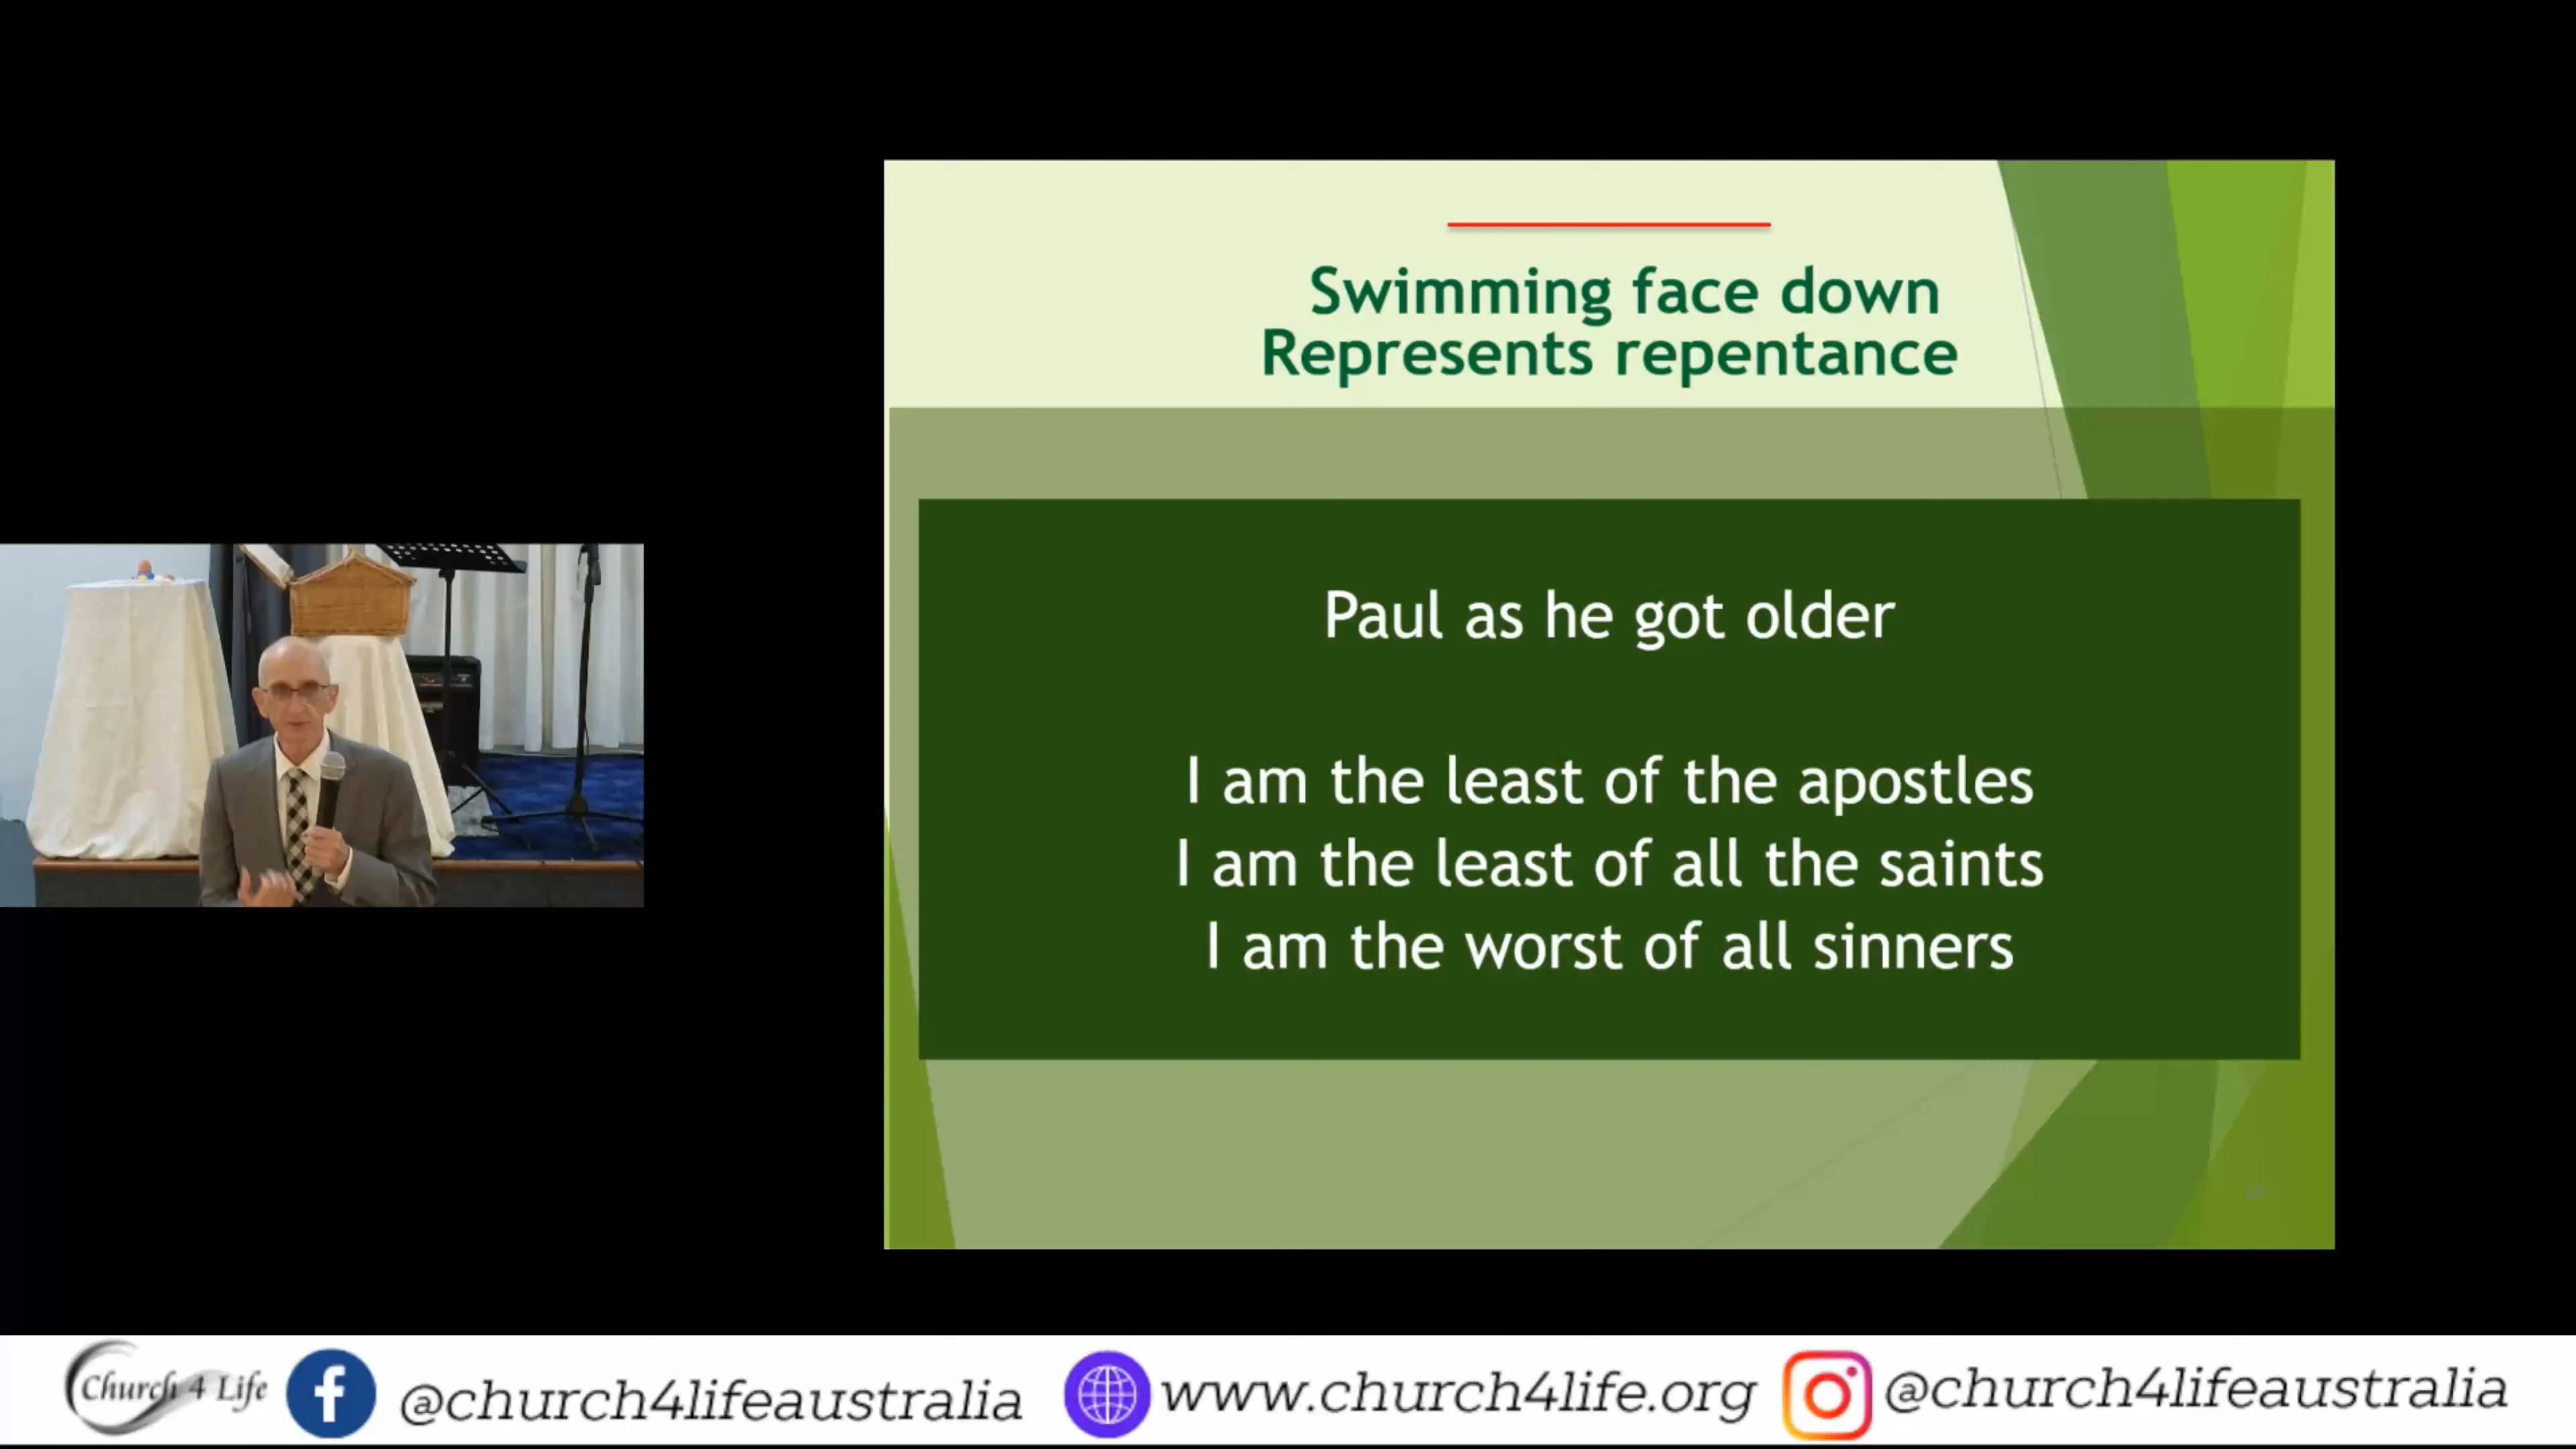 Swimming face down
Represents repentance
Paul as he got older
I am the least of the apostles
I am the least of all the saints
I am the worst of all sinners
Church 4 Life
@church4lifeaustralia
www.church4life.org
@church4lifeaustralia